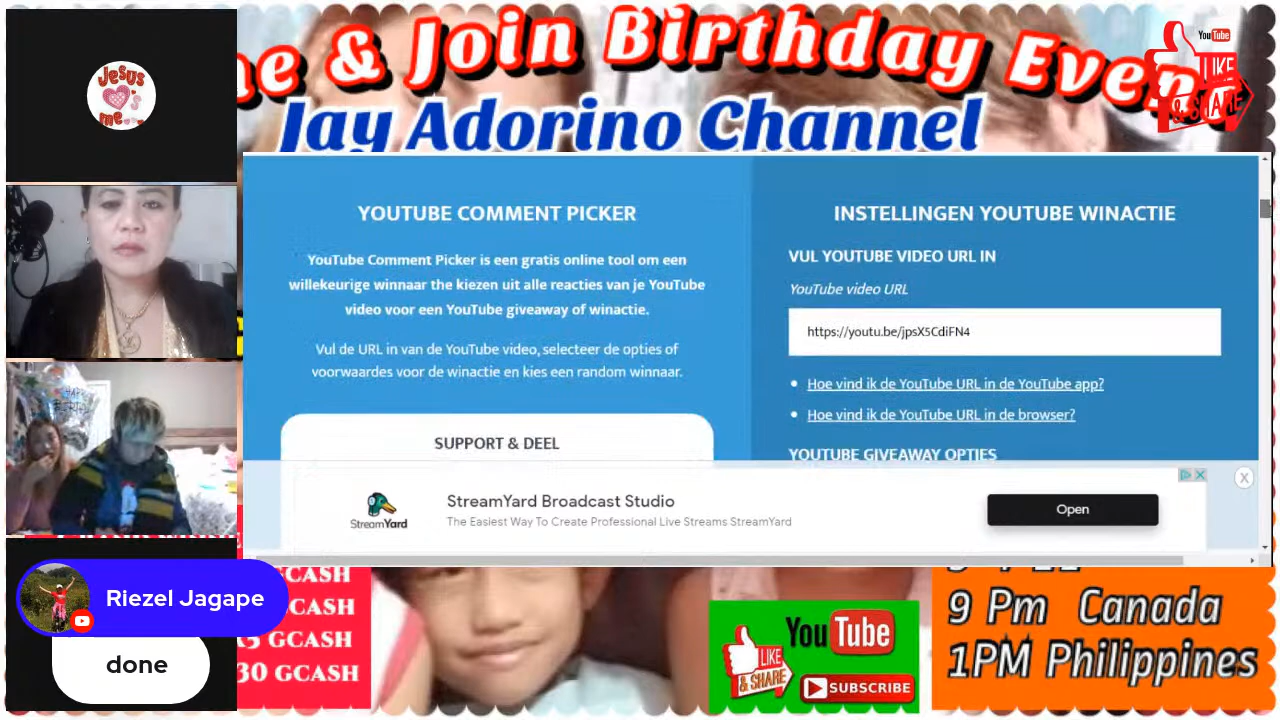 Jesus
me
& Join Birthday Even
Jay Adorino Channel
YouTube
LIKE
& SHARE
YOUTUBE COMMENT PICKER
YouTube Comment Picker is een gratis online tool om een
willekeurige winnaar the kiezen uit alle reacties van je YouTube
video voor een YouTube giveaway of winactie.
Vul de URL in van de YouTube video, selecteer de opties of
voorwaardes voor de winactie en kies een random winnaar.
SUPPORT & DEEL
INSTELLINGEN YOUTUBE WINACTIE
VUL YOUTUBE VIDEO URL IN
YouTube video URL
https://youtu.be/jpsX5CdiFN4
Hoe vind ik de YouTube URL in de YouTube app?
Hoe vind ik de YouTube URL in de browser?
YOUTUBE GIVEAWAY OPTIES
StreamYard
StreamYard Broadcast Studio
The Easiest Way To Create Professional Live Streams StreamYard
Open
X
Riezel Jagape
done
GCASH
GCASH
GCASH
30 GCASH
YouTube
LIKE
& SHARE
SUBSCRIBE
9 Pm Canada
1PM Philippines